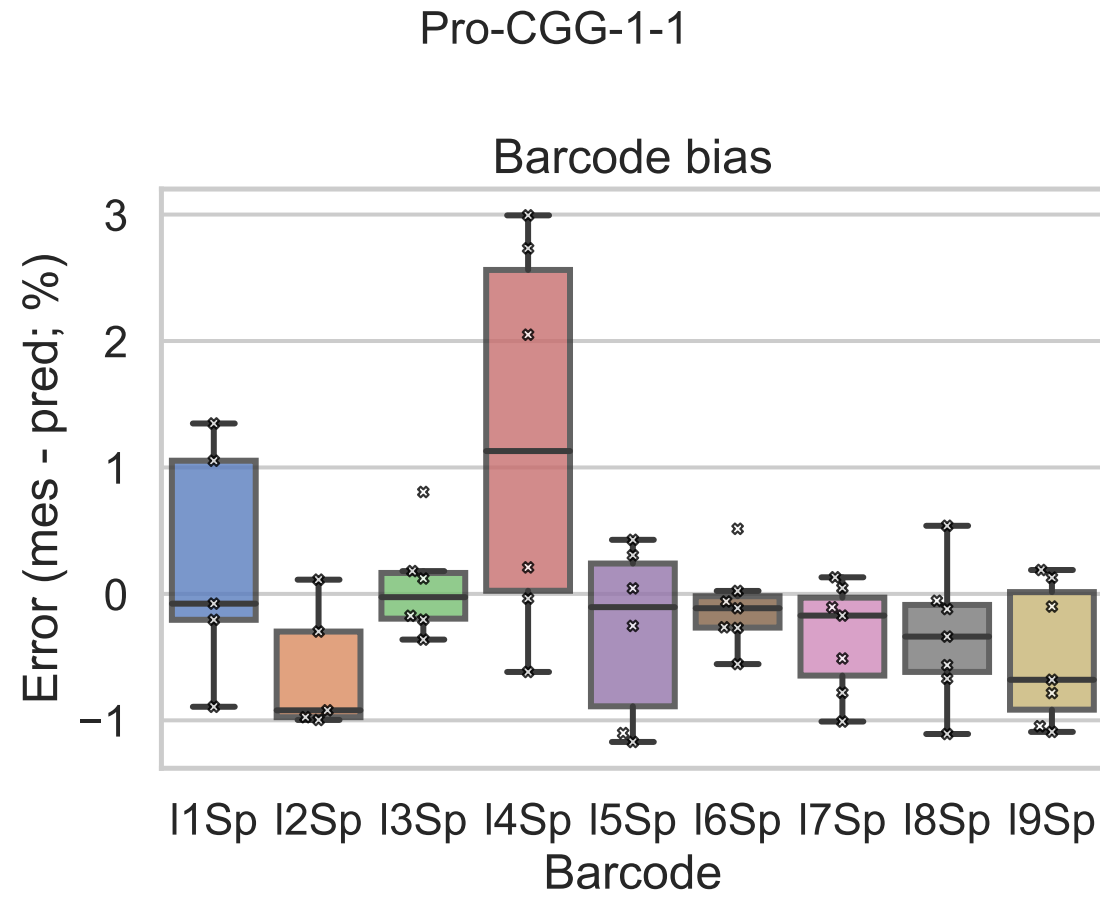 Pro-CGG-1-1
Barcode bias
Error (mes - pred; %)
3
2
1
0
−1
I1Sp I2Sp I3Sp I4Sp I5Sp I6Sp I7Sp I8Sp I9Sp
Barcode